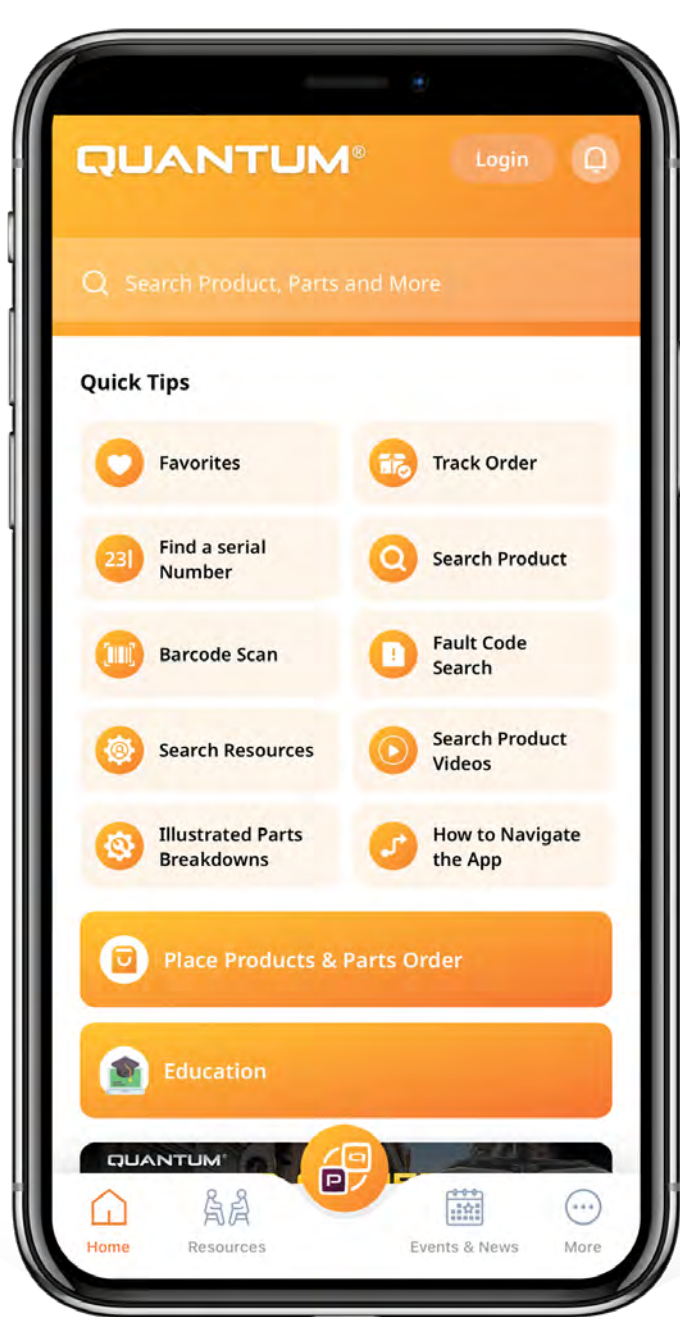 QUANTUM®
Login
Search Product, Parts and More
Quick Tips
Favorites
Track Order
23|
Find a serial
Number
Search Product
Barcode Scan
Fault Code
Search
Search Resources
Search Product
Videos
Illustrated Parts
Breakdowns
How to Navigate
the App
Place Products & Parts Order
Education
QUANTUM
P
Home
Resources
Events & News
More